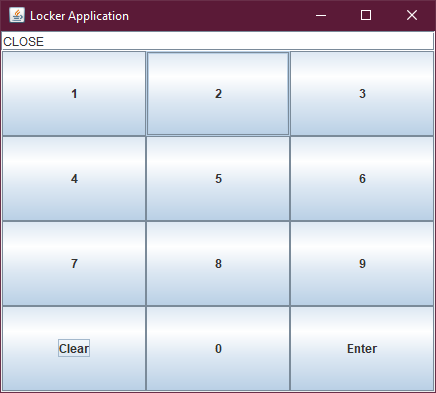 Locker Application
CLOSE
1 2 3
4 5 6
7 8 9
Clear 0 Enter